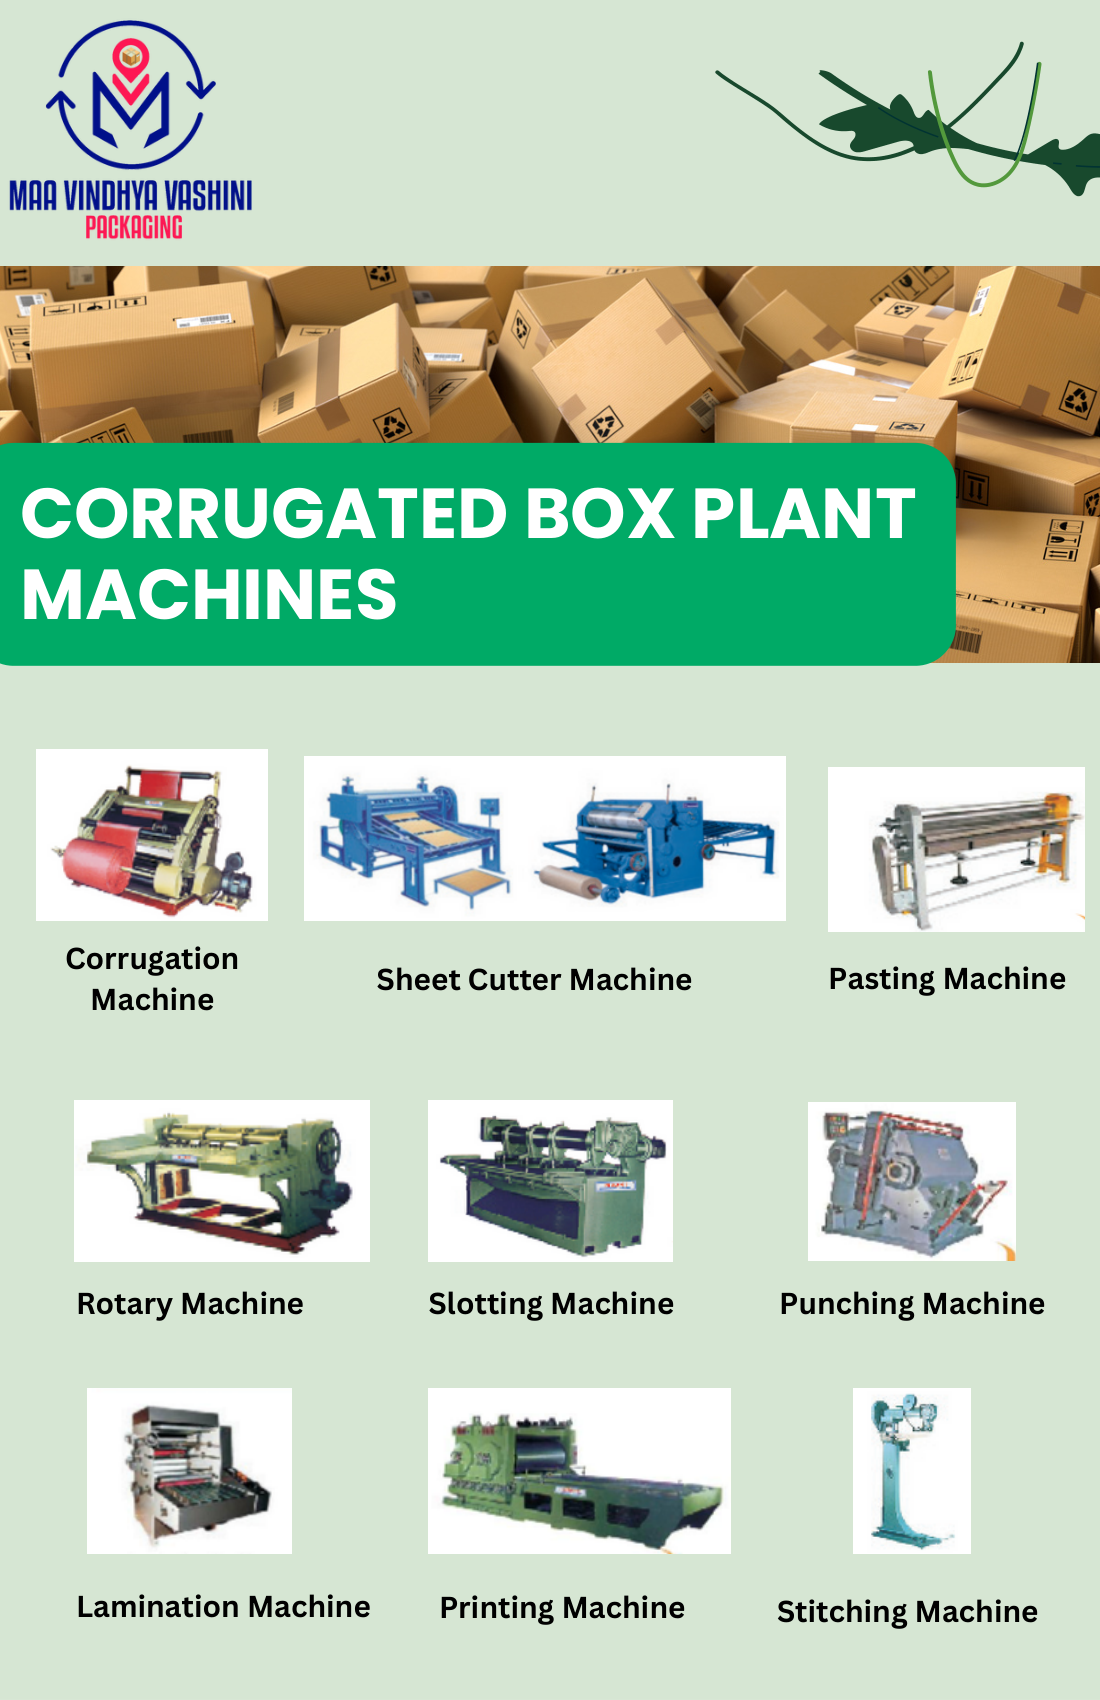 MAA VINDHYA VASHINI
PACKAGING
CORRUGATED BOX PLANT
MACHINES
Corrugation
Machine
Sheet Cutter Machine
Pasting Machine
Rotary Machine
Slotting Machine
Punching Machine
Lamination Machine
Printing Machine
Stitching Machine